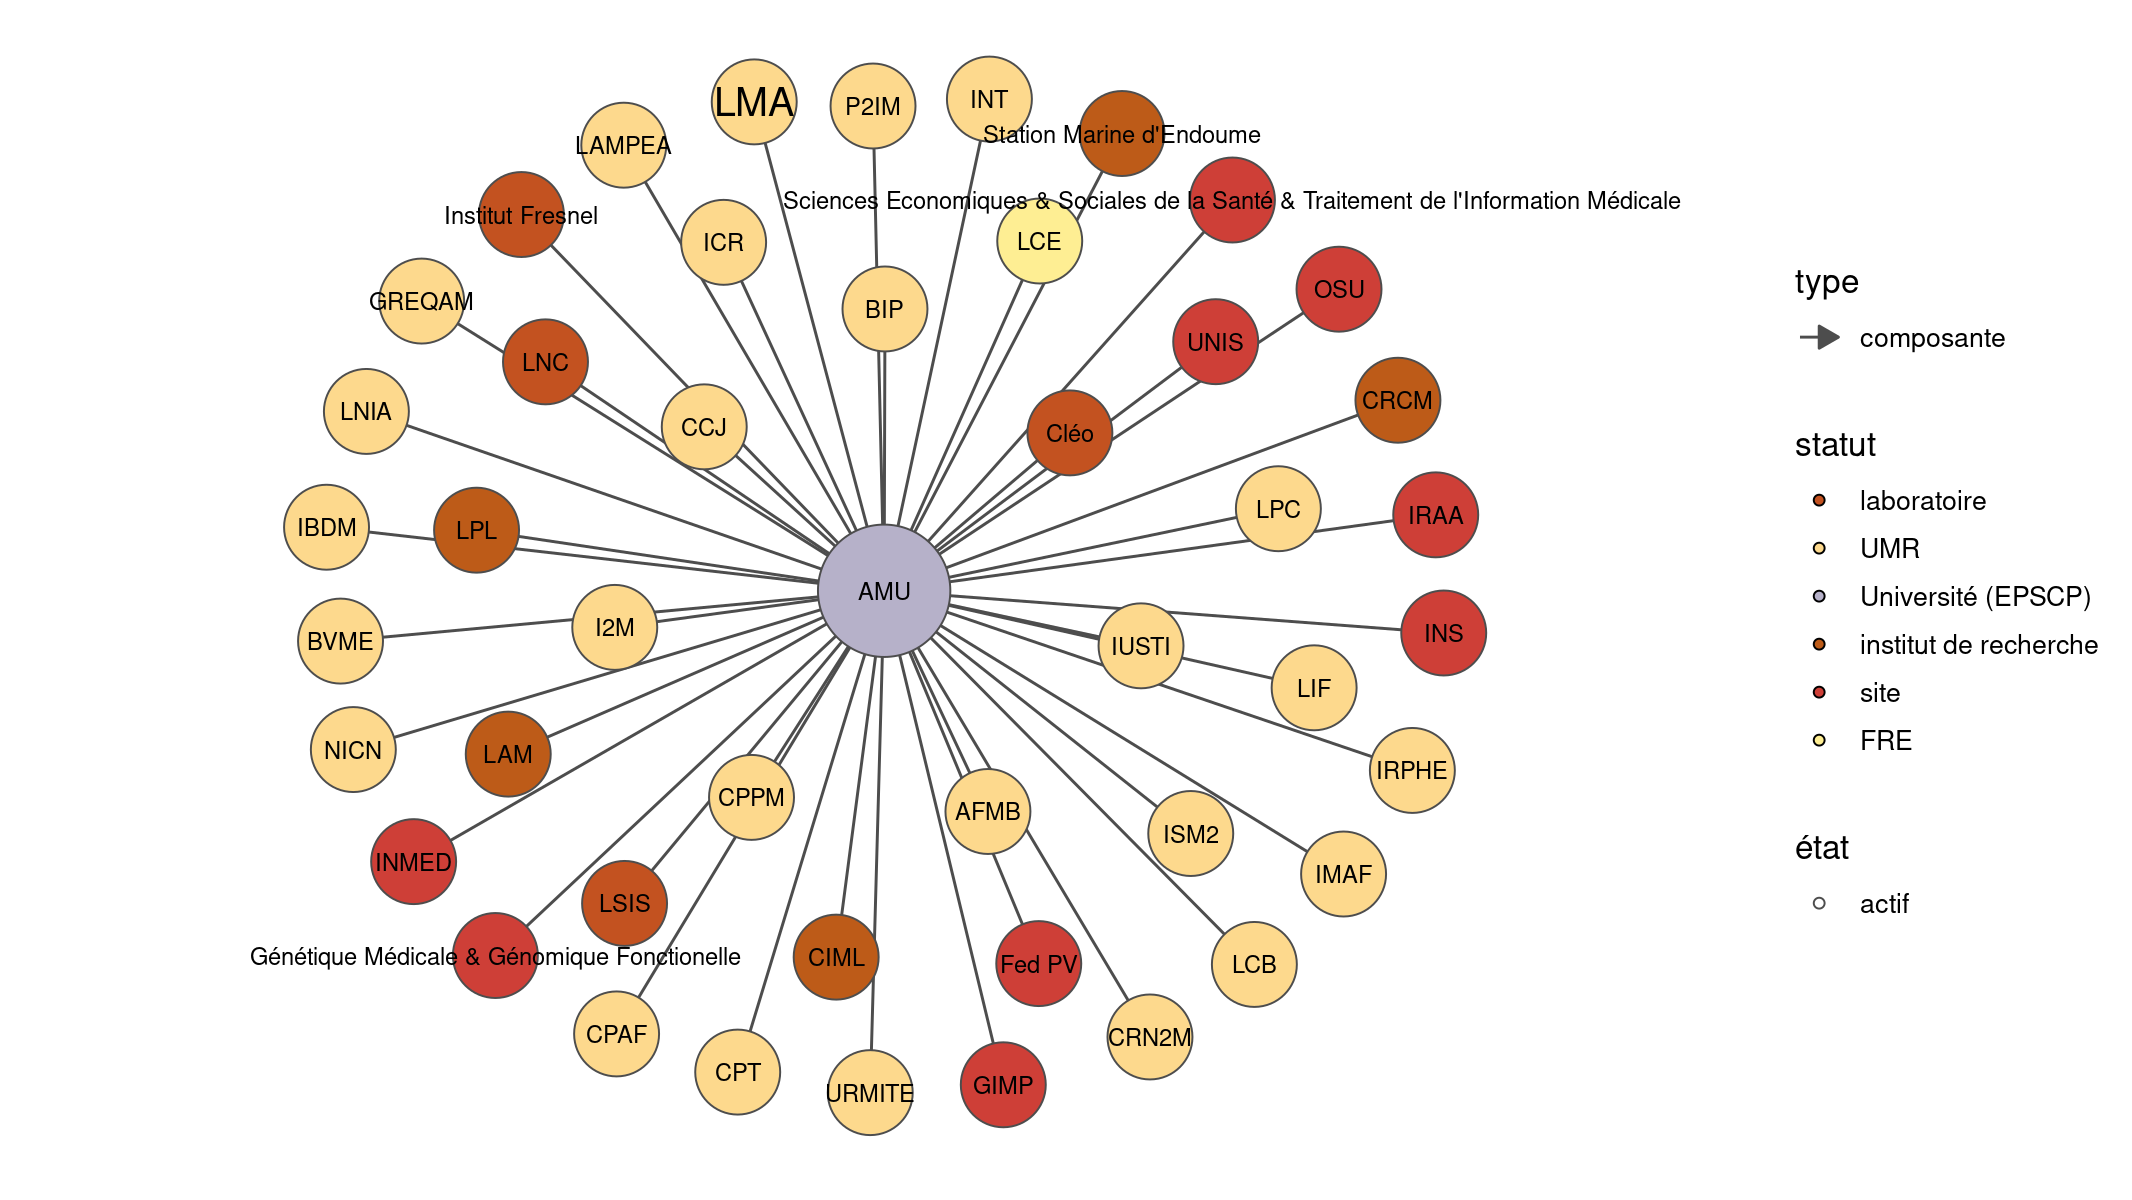 LMA
P2IM
INT
Station Marine d'Endoume
LAMPEA
Sciences Economiques & Sociales de la Santé & Traitement de l'Information Médicale
Institut Fresnel
ICR
LCE
OSU
GREQAM
BIP
UNIS
LNC
CRCM
LNIA
CCJ
Cléo
LPC
IRAA
IBDM
LPL
AMU
I2M
BVME
IUSTI
INS
LIF
NICN
LAM
IRPHE
CPPM
AFMB
ISM2
INMED
IMAF
LSIS
Génétique Médicale & Génomique Fonctionelle
CIML
Fed PV
LCB
CPAF
CRN2M
CPT
URMITE
GIMP
type
composante
statut
laboratoire
UMR
Université (EPSCP)
institut de recherche
site
FRE
état
actif